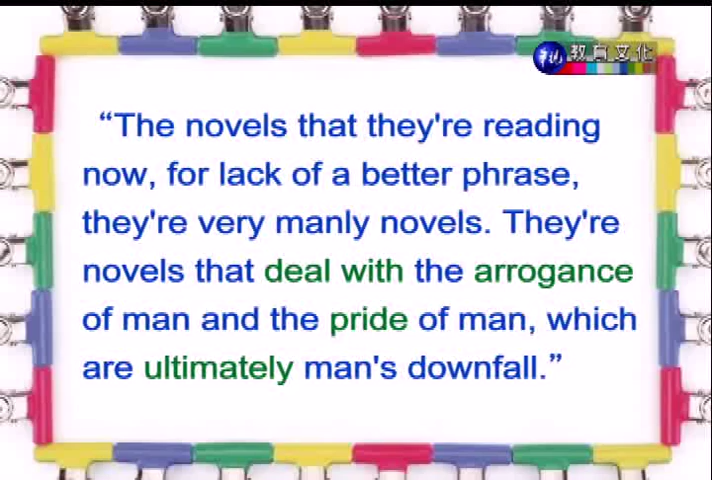 華視 教育文化
“The novels that they're reading
now, for lack of a better phrase,
they're very manly novels. They're
novels that deal with the arrogance
of man and the pride of man, which
are ultimately man's downfall.”